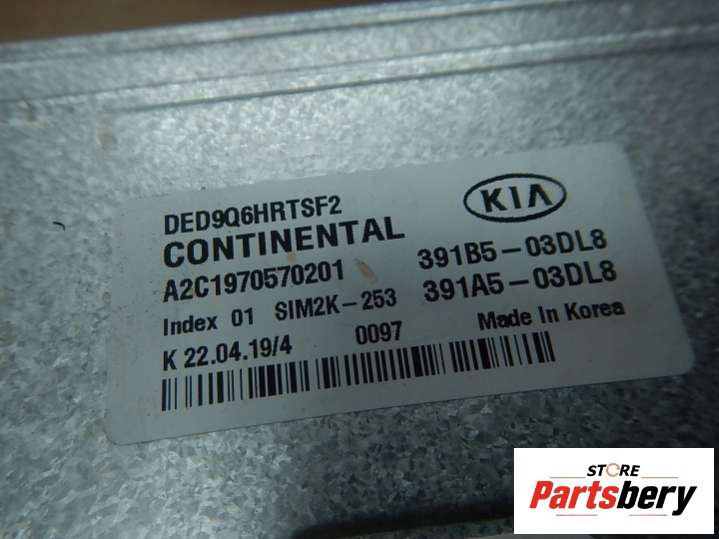 DED9Q6HRTSF2
KIA
CONTINENTAL
391B5-03DL8
A2C1970570201
391A5-03DL8
Index 01 SIM2K-253
K 22.04.19/4 0097 Made in Korea
STORE
Partsbery